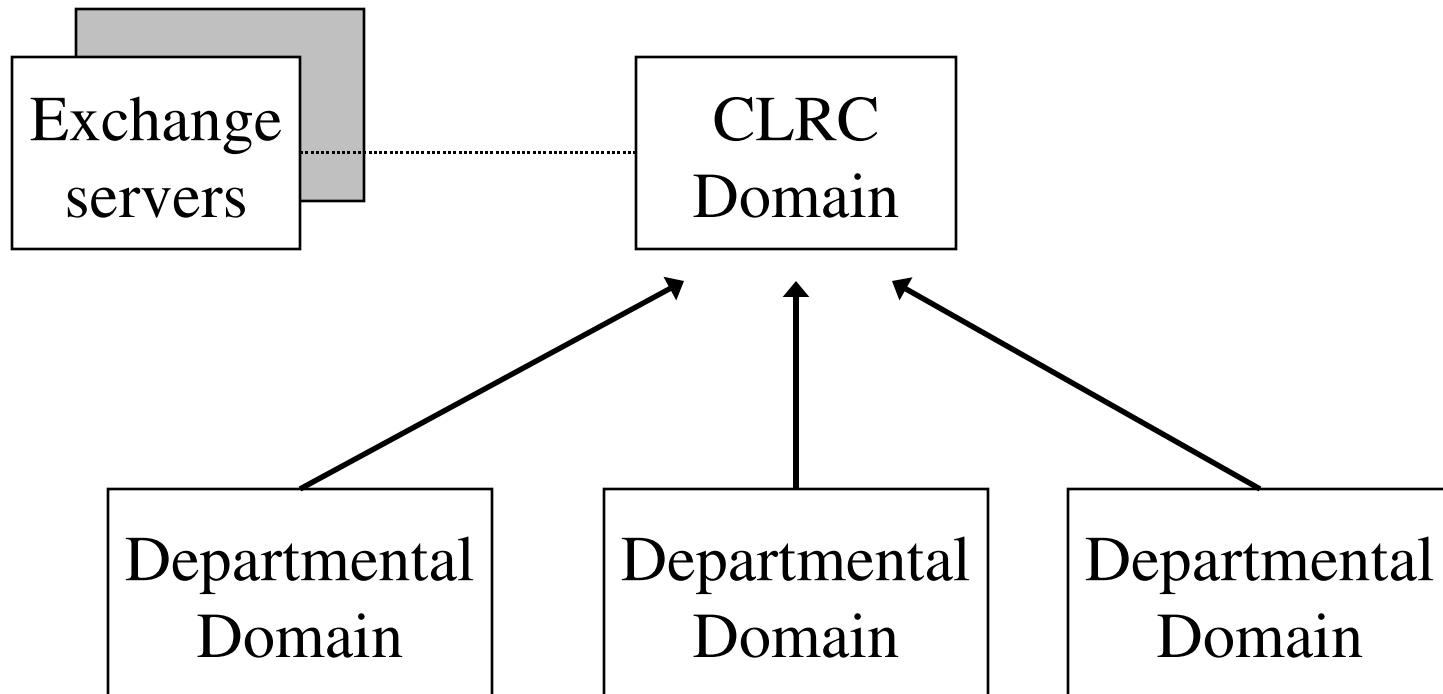 Exchange
servers
CLRC
Domain
Departmental
Domain
Departmental
Domain
Departmental
Domain